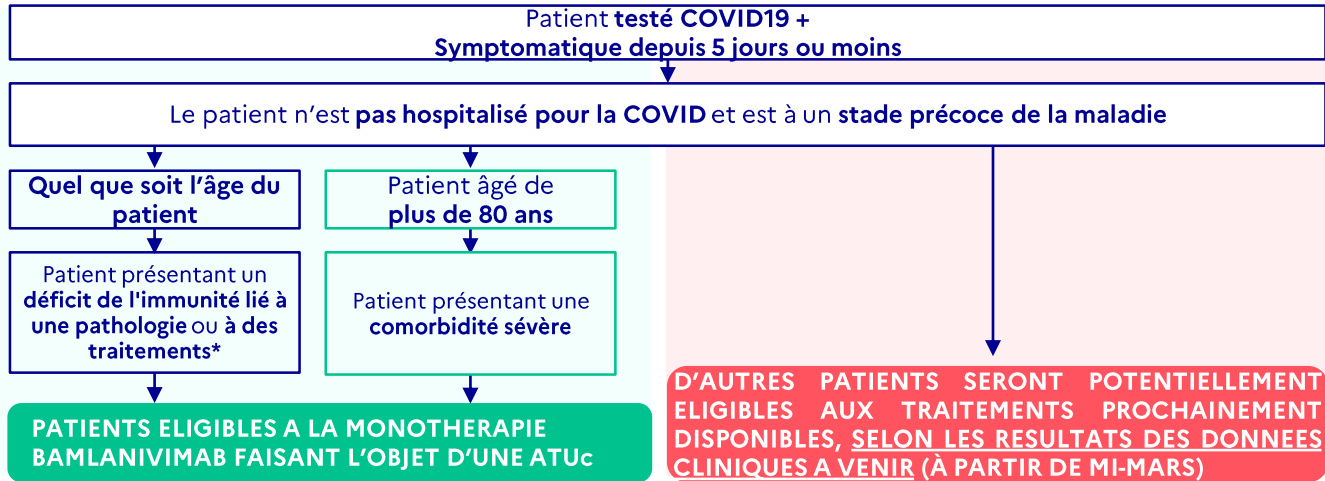 Patient testé COVID19 +
Symptomatique depuis 5 jours ou moins
Le patient n’est pas hospitalisé pour la COVID et est à un stade précoce de la maladie
Quel que soit l’âge du
patient
Patient âgé de
plus de 80 ans
Patient présentant un
déficit de l'immunité lié à
une pathologie ou à des
traitements*
Patient présentant une
comorbidité sévère
PATIENTS ELIGIBLES A LA MONOTHERAPIE
BAMLANIVIMAB FAISANT L’OBJET D’UNE ATUc
D’AUTRES PATIENTS SERONT POTENTIELLEMENT
ELIGIBLES AUX TRAITEMENTS PROCHAINEMENT
DISPONIBLES, SELON LES RESULTATS DES DONNEES
CLINIQUES A VENIR (À PARTIR DE MI-MARS)